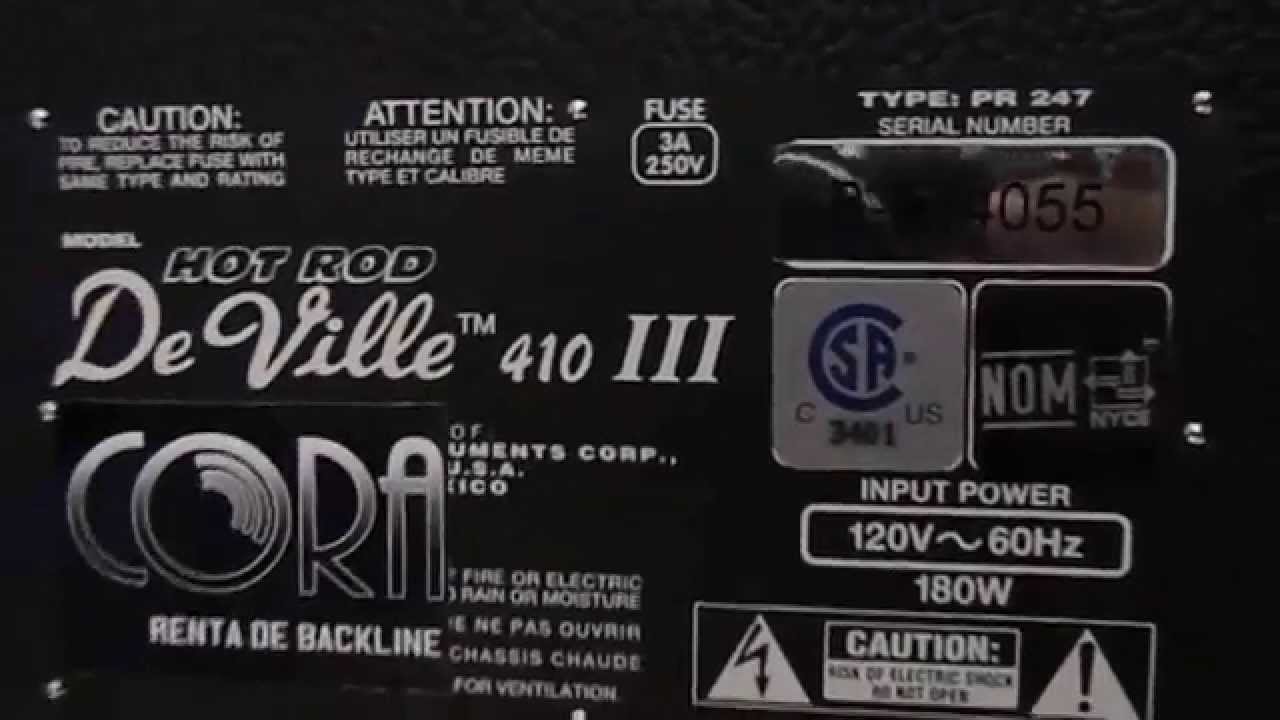 CAUTION:
TO REDUCE THE RISK OF
FIRE, REPLACE FUSE WITH
SAME TYPE AND RATING
ATTENTION:
UTILISER UN FUSIBLE DE
RECHANGE DE MEME
TYPE ET CALIBRE
FUSE
3A
250V
TYPE: PR 247
SERIAL NUMBER
4055
MODEL
HOT ROD
DeVille™ 410 III
CSA
C US
3401
NOM
NYCE
OF
UMENTS CORP.,
U.S.A.
XICO
CORA
RENTA DE BACKLINE
FIRE OR ELECTRIC
RAIN OR MOISTURE
NE PAS OUVRIR
CHASSIS CHAUDE
FOR VENTILATION
INPUT POWER
120V～60Hz
180W
CAUTION:
RISK OF ELECTRIC SHOCK
DO NOT OPEN